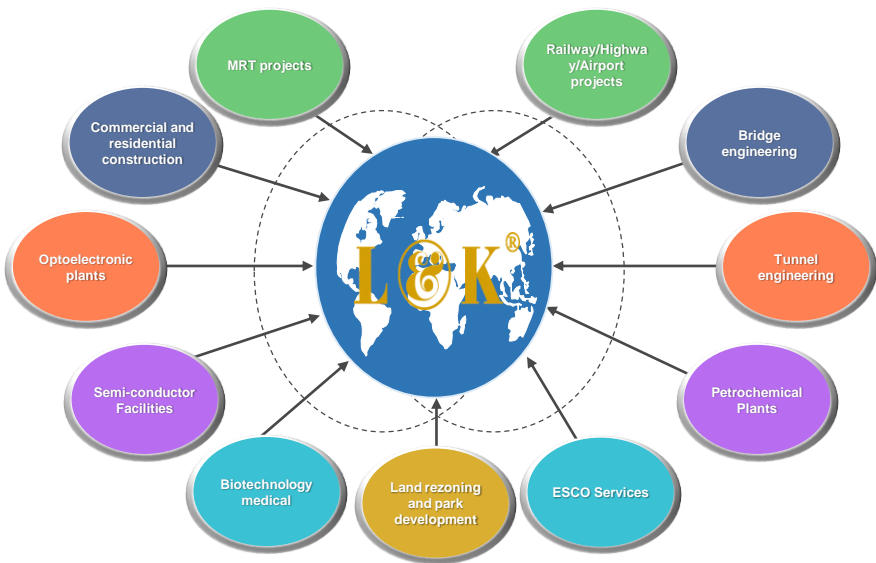 MRT projects
Railway/Highwa
y/Airport
projects
Commercial and
residential
construction
Bridge
engineering
L&K®
Optoelectronic
plants
Tunnel
engineering
Semi-conductor
Facilities
Petrochemical
Plants
Biotechnology
medical
Land rezoning
and park
development
ESCO Services